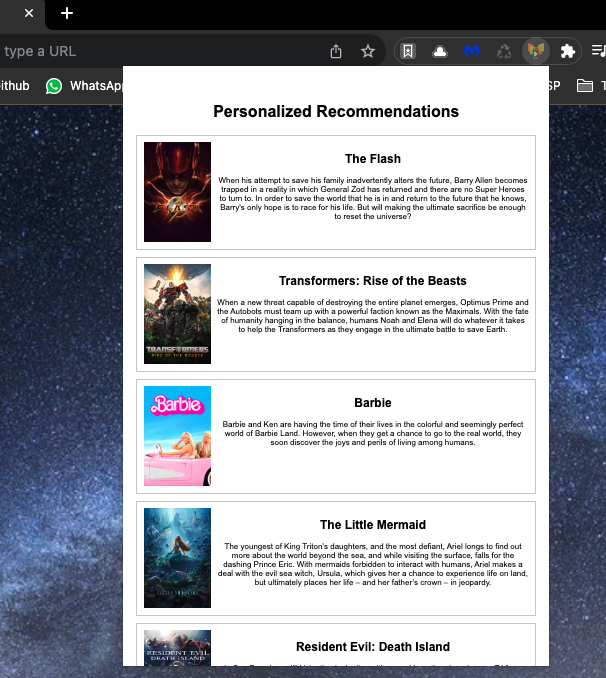 type a URL
ithub
WhatsApp
SP
Personalized Recommendations
The Flash
When his attempt to save his family inadvertently alters the future, Barry Allen becomes
trapped in a reality in which General Zod has returned and there are no Super Heroes
to turn to. In order to save the world that he is in and return to the future that he knows,
Barry's only hope is to race for his life. But will making the ultimate sacrifice be enough
to reset the universe?
TRANSFORMERS
RISE OF THE BEASTS
Transformers: Rise of the Beasts
When a new threat capable of destroying the entire planet emerges, Optimus Prime and
the Autobots must team up with a powerful faction known as the Maximals. With the fate
of humanity hanging in the balance, humans Noah and Elena will do whatever it takes
to help the Transformers as they engage in the ultimate battle to save Earth.
Barbie
Barbie
Barbie and Ken are having the time of their lives in the colorful and seemingly perfect
world of Barbie Land. However, when they get a chance to go to the real world, they
soon discover the joys and perils of living among humans.
The Little Mermaid
The youngest of King Triton's daughters, and the most defiant, Ariel longs to find out
more about the world beyond the sea, and while visiting the surface, falls for the
dashing Prince Eric. With mermaids forbidden to interact with humans, Ariel makes a
deal with the evil sea witch, Ursula, which gives her a chance to experience life on land,
but ultimately places her life – and her father's crown – in jeopardy.
RESIDENT EVIL
DEATH ISLAND
Resident Evil: Death Island